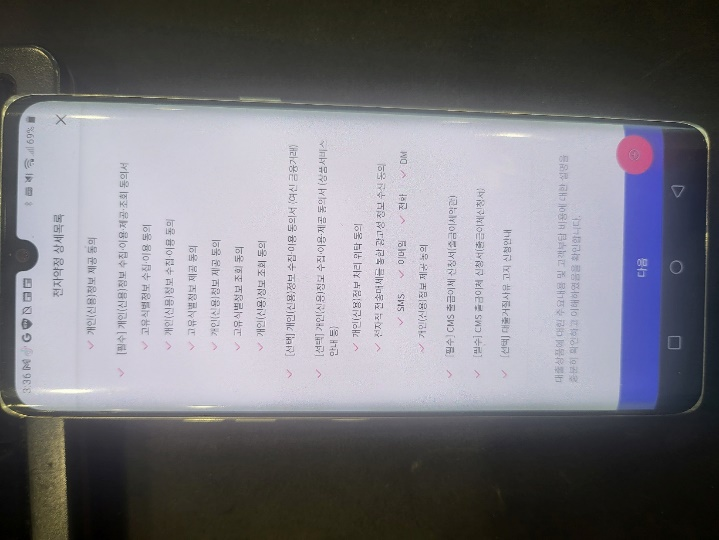 3:36
69%
전자약정 상세목록
개인(신용)정보 제공 동의
[필수] 개인(신용)정보 수집·이용·제공·조회 동의서
고유식별정보 수집·이용 동의
개인(신용)정보 수집·이용 동의
고유식별정보 제공 동의
개인(신용)정보 제공 동의
고유식별정보 조회 동의
개인(신용)정보 조회 동의
[선택] 개인(신용)정보 수집·이용 동의서 (여신 금융거래)
[선택] 개인(신용)정보 수집·이용·제공 동의서 (상품서비스
안내 등)
개인(신용)정보 처리 위탁 동의
전자적 전송매체를 통한 광고성 정보 수신 동의
SMS 이메일 전화 DM
개인(신용)정보 제공 동의
[필수] CMS 출금이체 신청서(출금이체약관)
[필수] CMS 출금이체 신청서(출금이체신청서)
[선택] 대출거절사유 고지 신청안내
대출상품에 대한 주요내용 및 고객부담 비용에 대한 설명을
충분히 확인하고 이해하였음을 확인합니다.
다음